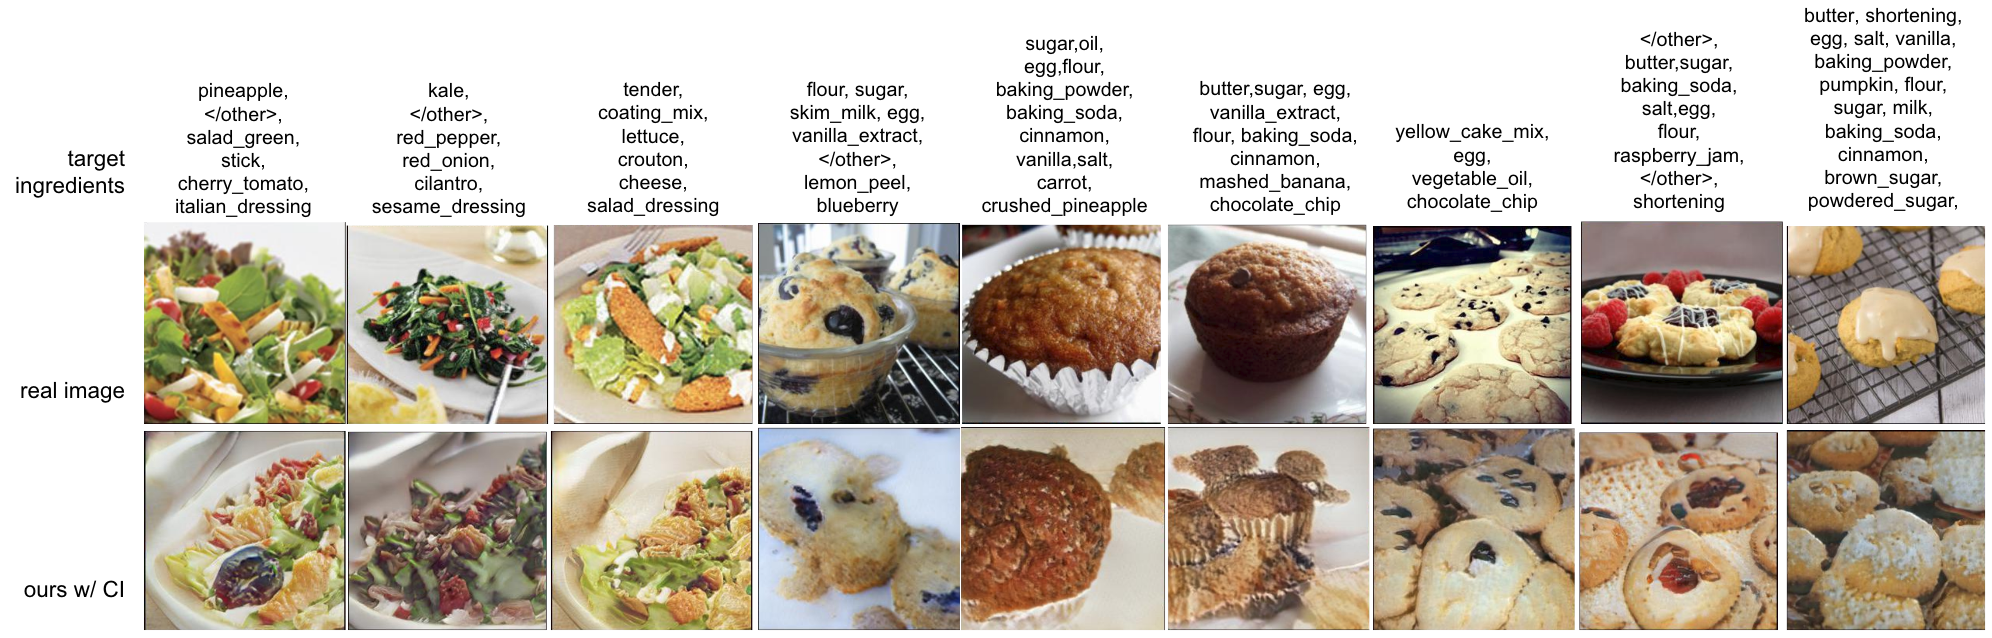 target
ingredients
pineapple,
</other>,
salad_green,
stick,
cherry_tomato,
italian_dressing
kale,
</other>,
red_pepper,
red_onion,
cilantro,
sesame_dressing
tender,
coating_mix,
lettuce,
crouton,
cheese,
salad_dressing
flour, sugar,
skim_milk, egg,
vanilla_extract,
</other>,
lemon_peel,
blueberry
sugar,oil,
egg,flour,
baking_powder,
baking_soda,
cinnamon,
vanilla,salt,
carrot,
crushed_pineapple
butter,sugar, egg,
vanilla_extract,
flour, baking_soda,
cinnamon,
mashed_banana,
chocolate_chip
yellow_cake_mix,
egg,
vegetable_oil,
chocolate_chip
</other>,
butter,sugar,
baking_soda,
salt,egg,
flour,
raspberry_jam,
</other>,
shortening
butter, shortening,
egg, salt, vanilla,
baking_powder,
pumpkin, flour,
sugar, milk,
baking_soda,
cinnamon,
brown_sugar,
powdered_sugar,
real image
ours w/ CI